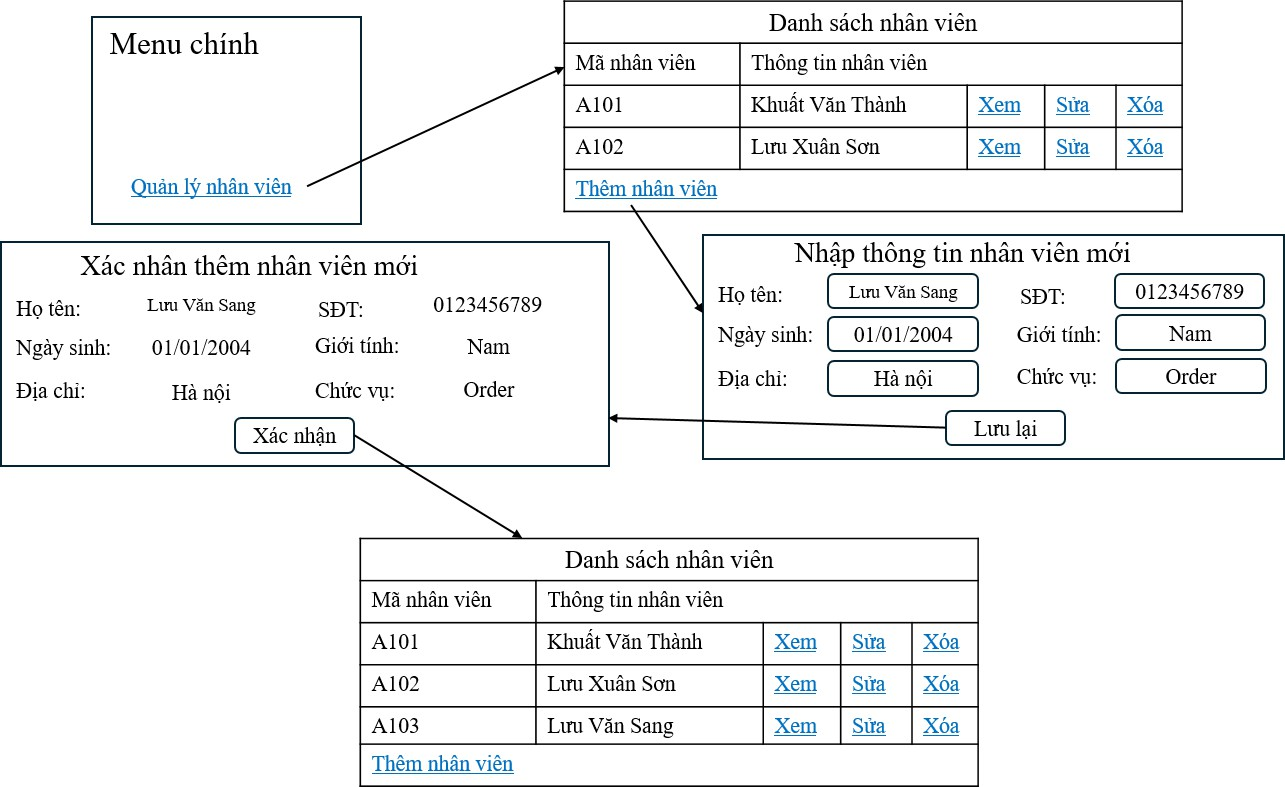 Menu chính
Quản lý nhân viên
Danh sách nhân viên
Mã nhân viên Thông tin nhân viên
A101 Khuất Văn Thành Xem Sửa Xóa
A102 Lưu Xuân Sơn Xem Sửa Xóa
Thêm nhân viên
Nhập thông tin nhân viên mới
Họ tên: Lưu Văn Sang SĐT: 0123456789
Ngày sinh: 01/01/2004 Giới tính: Nam
Địa chỉ: Hà nội Chức vụ: Order
Lưu lại
Xác nhân thêm nhân viên mới
Họ tên: Lưu Văn Sang SĐT: 0123456789
Ngày sinh: 01/01/2004 Giới tính: Nam
Địa chỉ: Hà nội Chức vụ: Order
Xác nhận
Danh sách nhân viên
Mã nhân viên Thông tin nhân viên
A101 Khuất Văn Thành Xem Sửa Xóa
A102 Lưu Xuân Sơn Xem Sửa Xóa
A103 Lưu Văn Sang Xem Sửa Xóa
Thêm nhân viên